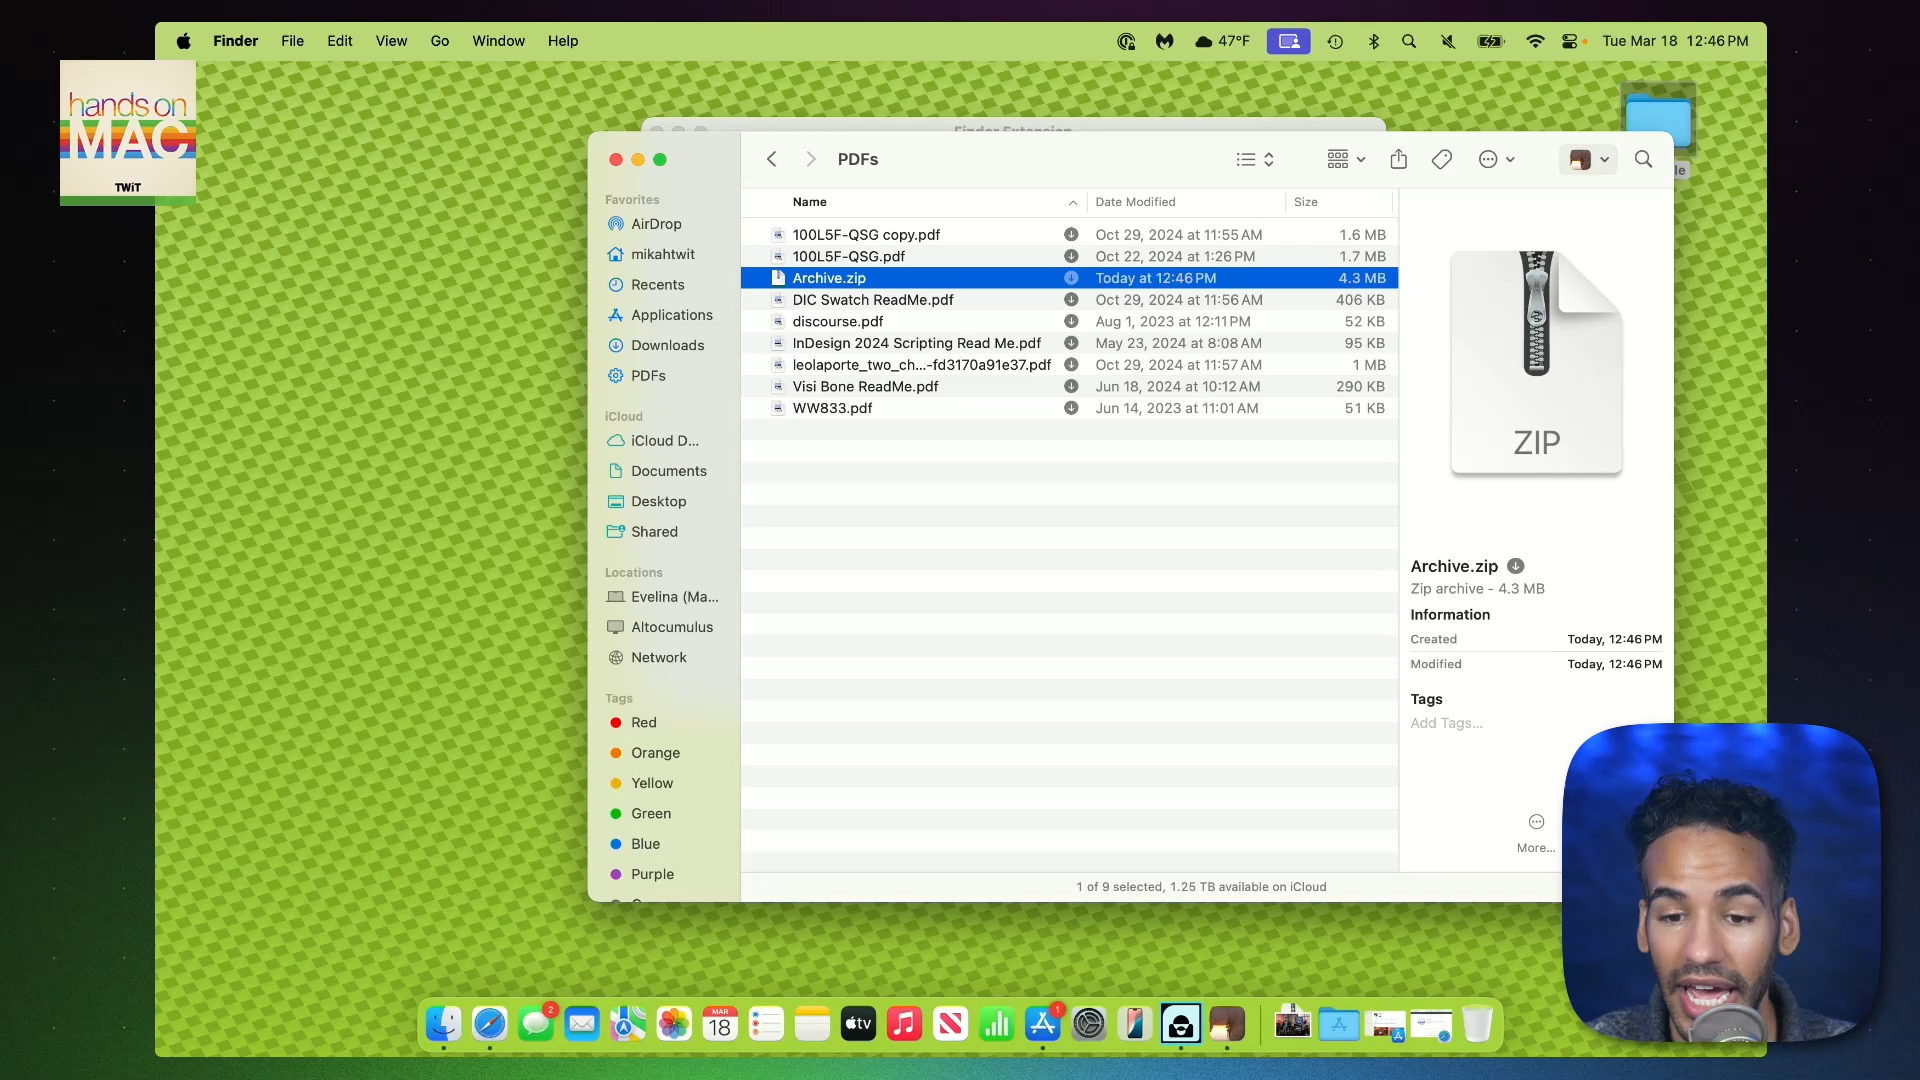 Finder File Edit View Go Window Help 47°F Tue Mar 18 12:46 PM
hands on
MAC
TWiT
Finder Extension
PDFs
Favorites
AirDrop
mikahtwit
Recents
Applications
Downloads
PDFs
iCloud
iCloud D...
Documents
Desktop
Shared
Locations
Evelina (Ma...
Altocumulus
Network
Tags
Red
Orange
Yellow
Green
Blue
Purple
Name Date Modified Size
100L5F-QSG copy.pdf Oct 29, 2024 at 11:55 AM 1.6 MB
100L5F-QSG.pdf Oct 22, 2024 at 1:26 PM 1.7 MB
Archive.zip Today at 12:46 PM 4.3 MB
DIC Swatch ReadMe.pdf Oct 29, 2024 at 11:56 AM 406 KB
discourse.pdf Aug 1, 2023 at 12:11 PM 52 KB
InDesign 2024 Scripting Read Me.pdf May 23, 2024 at 8:08 AM 95 KB
leolaporte_two_ch...-fd3170a91e37.pdf Oct 29, 2024 at 11:57 AM 1 MB
Visi Bone ReadMe.pdf Jun 18, 2024 at 10:12 AM 290 KB
WW833.pdf Jun 14, 2023 at 11:01 AM 51 KB
ZIP
Archive.zip
Zip archive - 4.3 MB
Information
Created Today, 12:46 PM
Modified Today, 12:46 PM
Tags
Add Tags...
More...
1 of 9 selected, 1.25 TB available on iCloud
2
MAR
18
tv
1